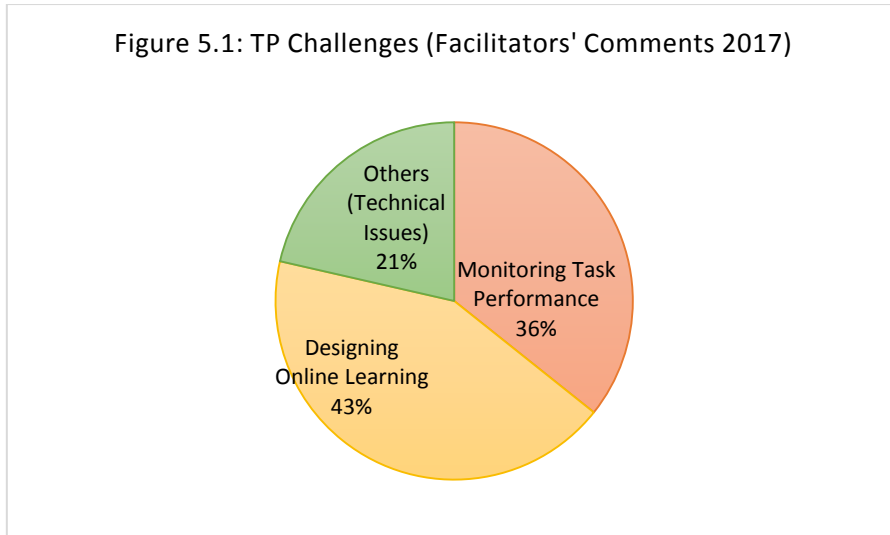 Figure 5.1: TP Challenges (Facilitators' Comments 2017)
Others
(Technical
Issues)
21%
Monitoring Task
Performance
36%
Designing
Online Learning
43%